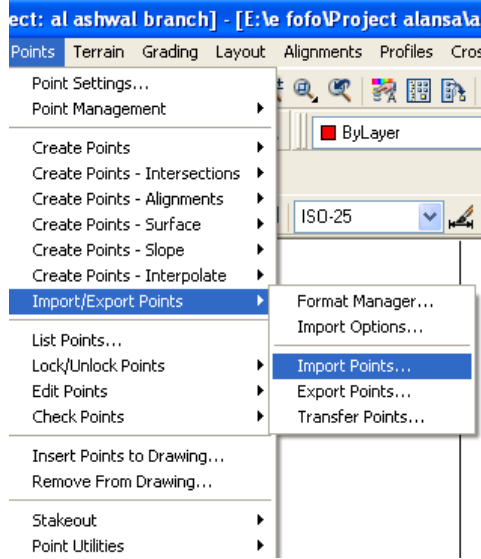 ect: al ashwal branch] - [E:\e fofo\Project alansa\a
Points Terrain Grading Layout Alignments Profiles Cros
Point Settings...
Point Management
ByLayer
Create Points
Create Points - Intersections
Create Points - Alignments
Create Points - Surface
ISO-25
Create Points - Slope
Create Points - Interpolate
Import/Export Points
Format Manager...
Import Options...
List Points...
Lock/Unlock Points
Import Points...
Edit Points
Export Points...
Check Points
Transfer Points...
Insert Points to Drawing...
Remove From Drawing...
Stakeout
Point Utilities